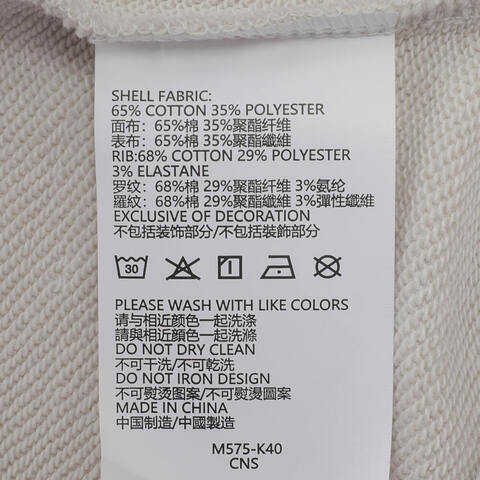 SHELL FABRIC:
65% COTTON 35% POLYESTER
面布：65%棉 35%聚酯纤维
表布：65%棉 35%聚酯纖維
RIB:68% COTTON 29% POLYESTER
3% ELASTANE
罗纹：68%棉 29%聚酯纤维 3%氨纶
羅紋：68%棉 29%聚酯纖維 3%彈性纖維
EXCLUSIVE OF DECORATION
不包括装饰部分/不包括裝飾部分
30
PLEASE WASH WITH LIKE COLORS
请与相近颜色一起洗涤
請與相近顏色一起洗滌
DO NOT DRY CLEAN
不可干洗/不可乾洗
DO NOT IRON DESIGN
不可熨烫图案/不可熨燙圖案
MADE IN CHINA
中国制造/中國製造
M575-K40
CNS